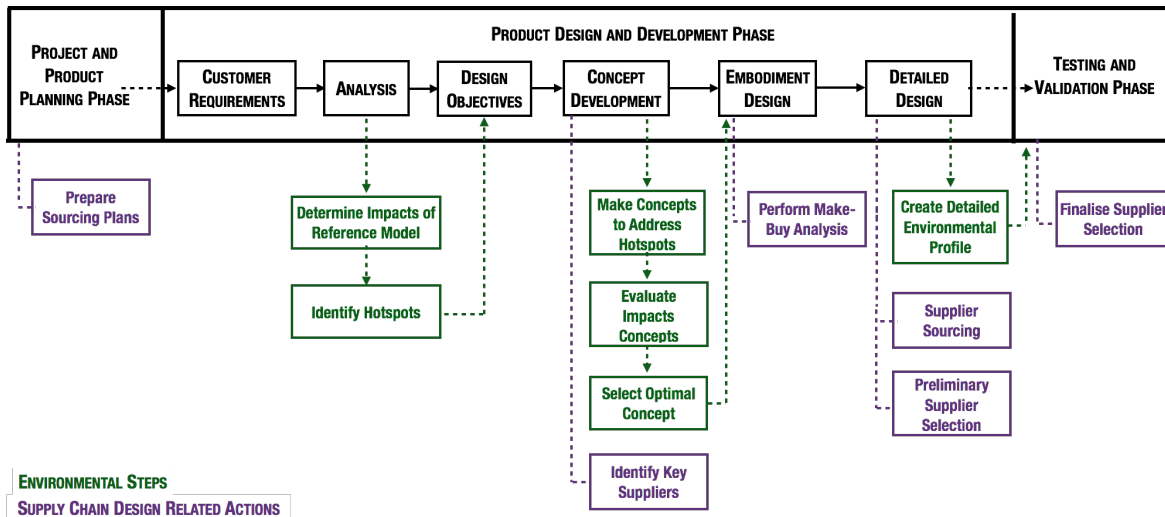 PRODUCT DESIGN AND DEVELOPMENT PHASE
PROJECT AND
PRODUCT
PLANNING PHASE
CUSTOMER
REQUIREMENTS
ANALYSIS
DESIGN
OBJECTIVES
CONCEPT
DEVELOPMENT
EMBODIMENT
DESIGN
DETAILED
DESIGN
TESTING AND
VALIDATION PHASE
Prepare
Sourcing Plans
Determine Impacts of
Reference Model
Identify Hotspots
Make Concepts
to Address
Hotspots
Evaluate
Impacts
Concepts
Select Optimal
Concept
Identify Key
Suppliers
Perform Make-
Buy Analysis
Create Detailed
Environmental
Profile
Supplier
Sourcing
Preliminary
Supplier
Selection
Finalise Supplier
Selection
ENVIRONMENTAL STEPS
SUPPLY CHAIN DESIGN RELATED ACTIONS